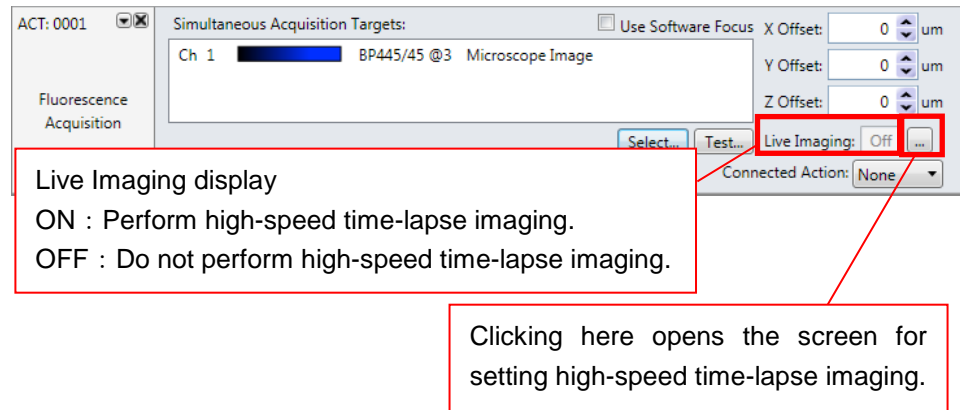 ACT: 0001
Simultaneous Acquisition Targets:
Use Software Focus
X Offset: 0 um
Ch 1 BP445/45 @3 Microscope Image
Y Offset: 0 um
Z Offset: 0 um
Fluorescence
Acquisition
Select... Test... Live Imaging: Off ...
Connected Action: None
Live Imaging display
ON：Perform high-speed time-lapse imaging.
OFF：Do not perform high-speed time-lapse imaging.
Clicking here opens the screen for
setting high-speed time-lapse imaging.